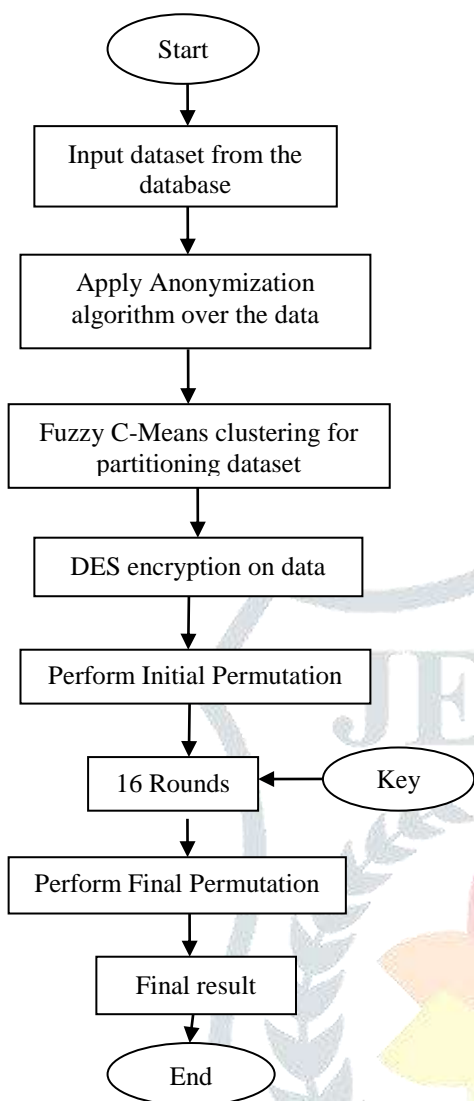 Start
Input dataset from the
database
Apply Anonymization
algorithm over the data
Fuzzy C-Means clustering for
partitioning dataset
DES encryption on data
Perform Initial Permutation
JE
16 Rounds
Key
Perform Final Permutation
Final result
End